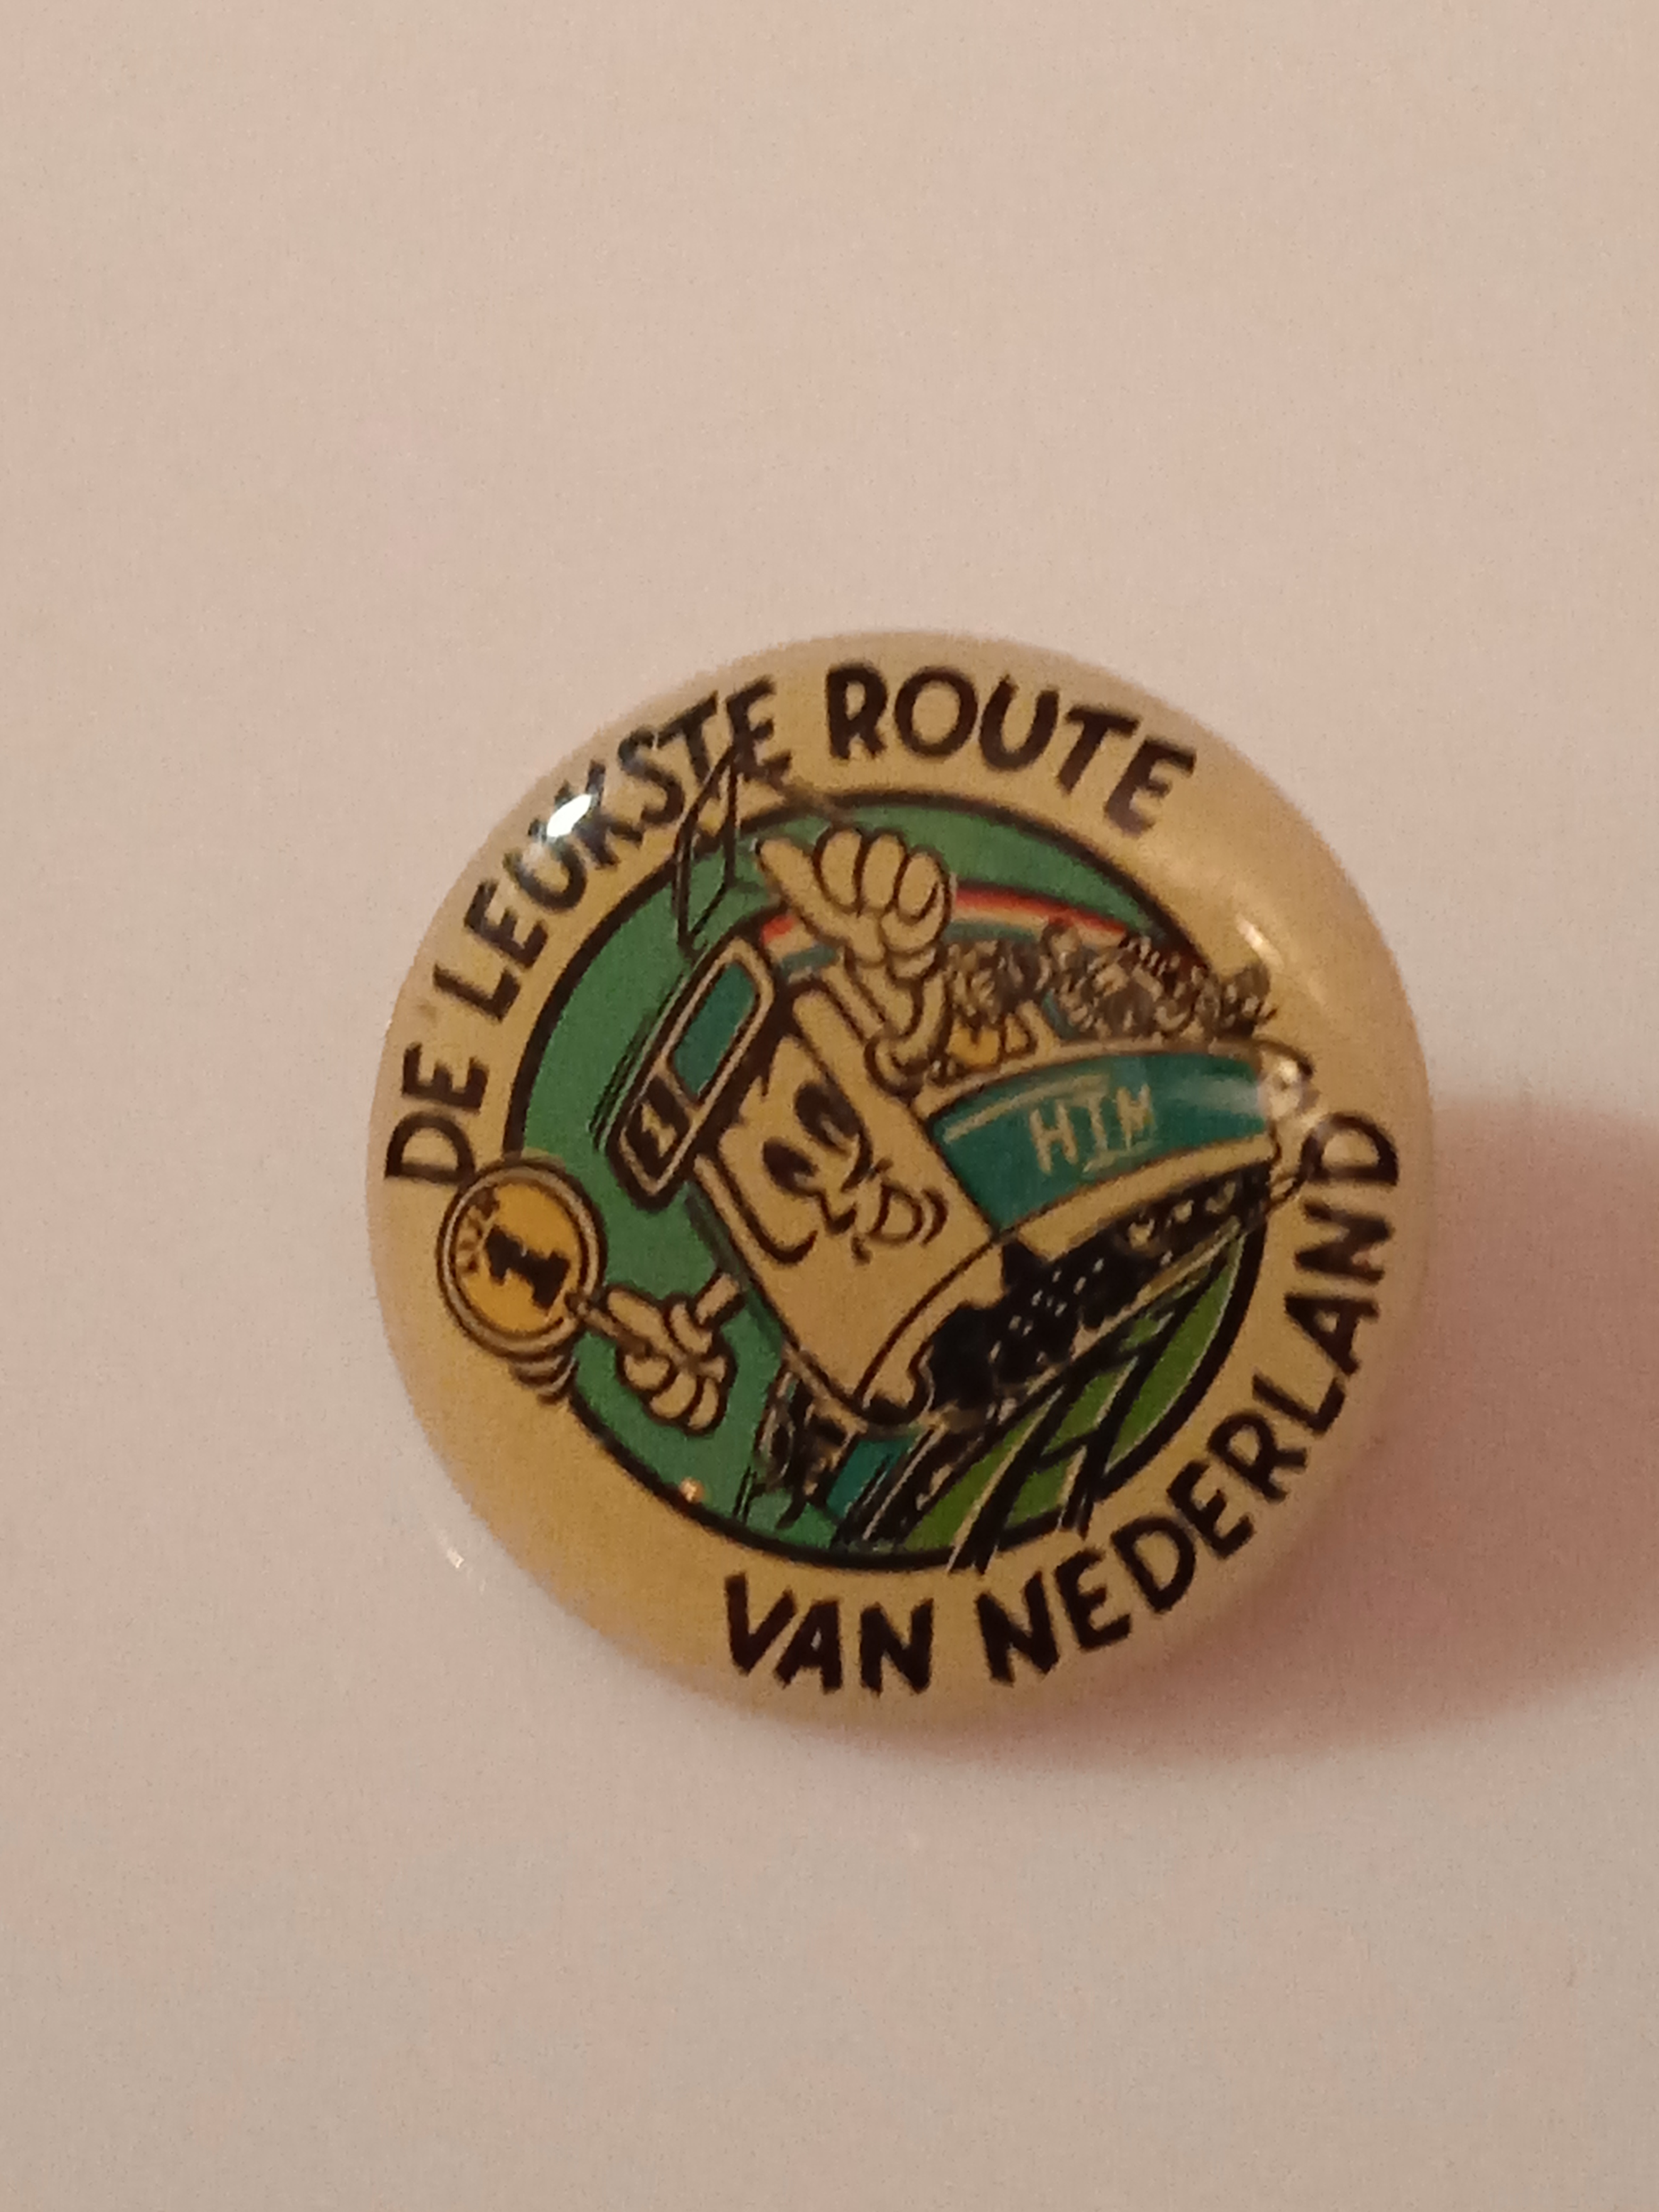 DE LEUKSTE ROUTE
VAN NEDERLAND
HTM
1